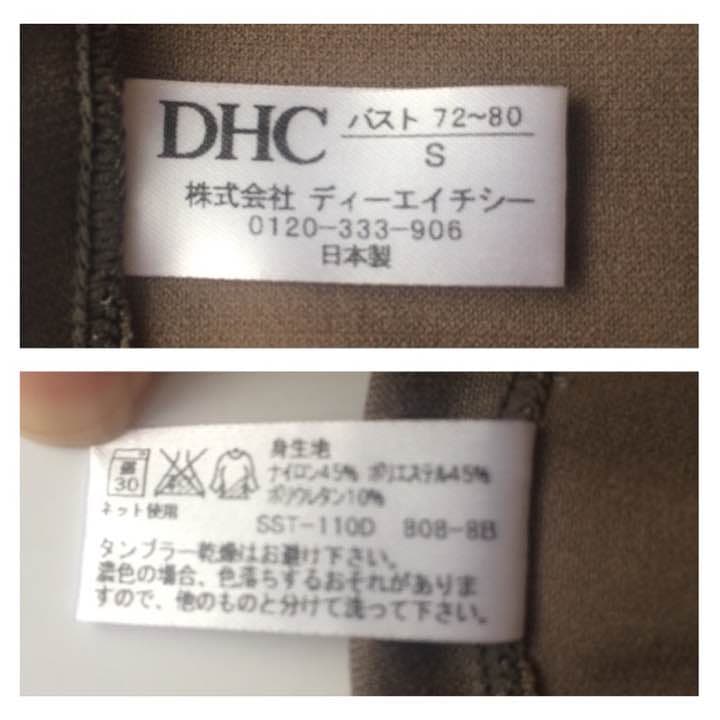 DHC バスト 72~80
S
株式会社 ディーエイチシー
0120-333-906
日本製
弱
30
ネット使用
身生地
ナイロン45% ポリエステル45%
ポリウレタン10%
SST-110D 808-8B
タンブラー乾燥はお避け下さい。
濃色の場合、色落ちするおそれがありま
すので、他のものと分けて洗って下さい。